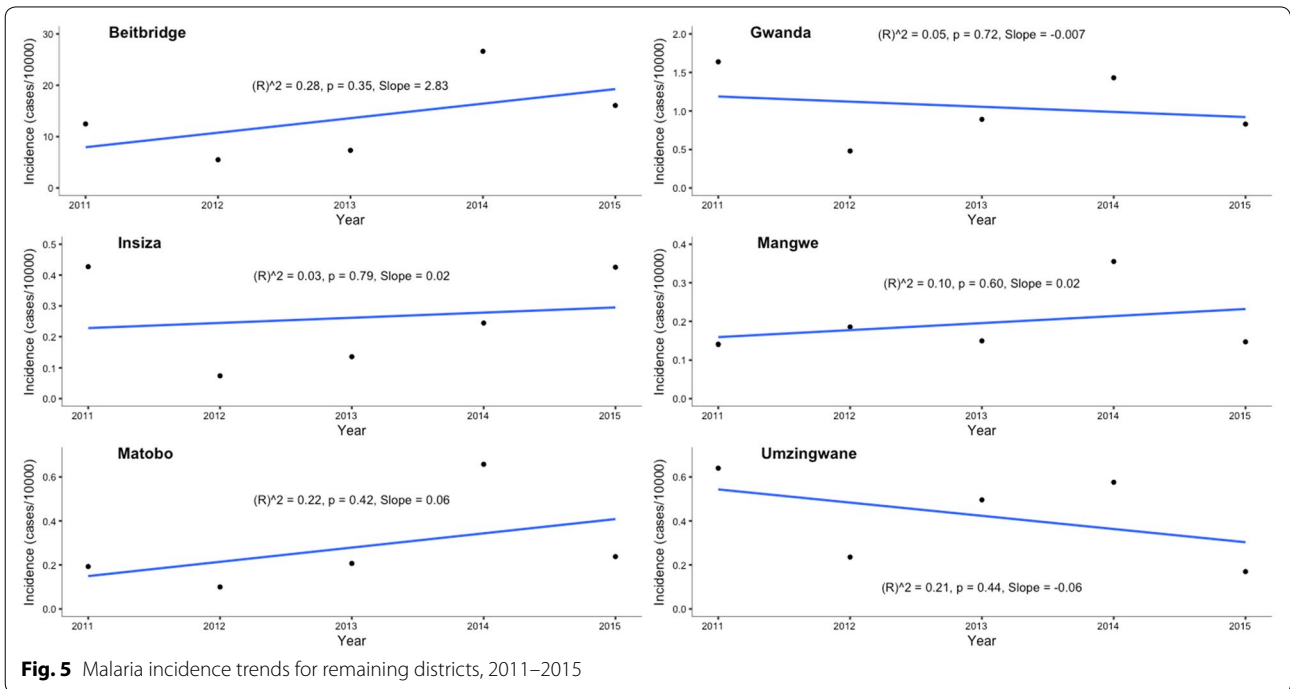 Beitbridge
(R)^2 = 0.28, p = 0.35, Slope = 2.83
Incidence (cases/10000)
30
20
10
0
2011 2012 2013 2014 2015
Year
Gwanda
(R)^2 = 0.05, p = 0.72, Slope = -0.007
Incidence (cases/10000)
2.0
1.5
1.0
0.5
0.0
2011 2012 2013 2014 2015
Year
Insiza
(R)^2 = 0.03, p = 0.79, Slope = 0.02
Incidence (cases/10000)
0.5
0.4
0.3
0.2
0.1
0.0
2011 2012 2013 2014 2015
Year
Mangwe
(R)^2 = 0.10, p = 0.60, Slope = 0.02
Incidence (cases/10000)
0.4
0.3
0.2
0.1
0.0
2011 2012 2013 2014 2015
Year
Matobo
(R)^2 = 0.22, p = 0.42, Slope = 0.06
Incidence (cases/10000)
0.6
0.4
0.2
0.0
2011 2012 2013 2014 2015
Year
Umzingwane
(R)^2 = 0.21, p = 0.44, Slope = -0.06
Incidence (cases/10000)
0.6
0.4
0.2
0.0
2011 2012 2013 2014 2015
Year
Fig. 5 Malaria incidence trends for remaining districts, 2011–2015